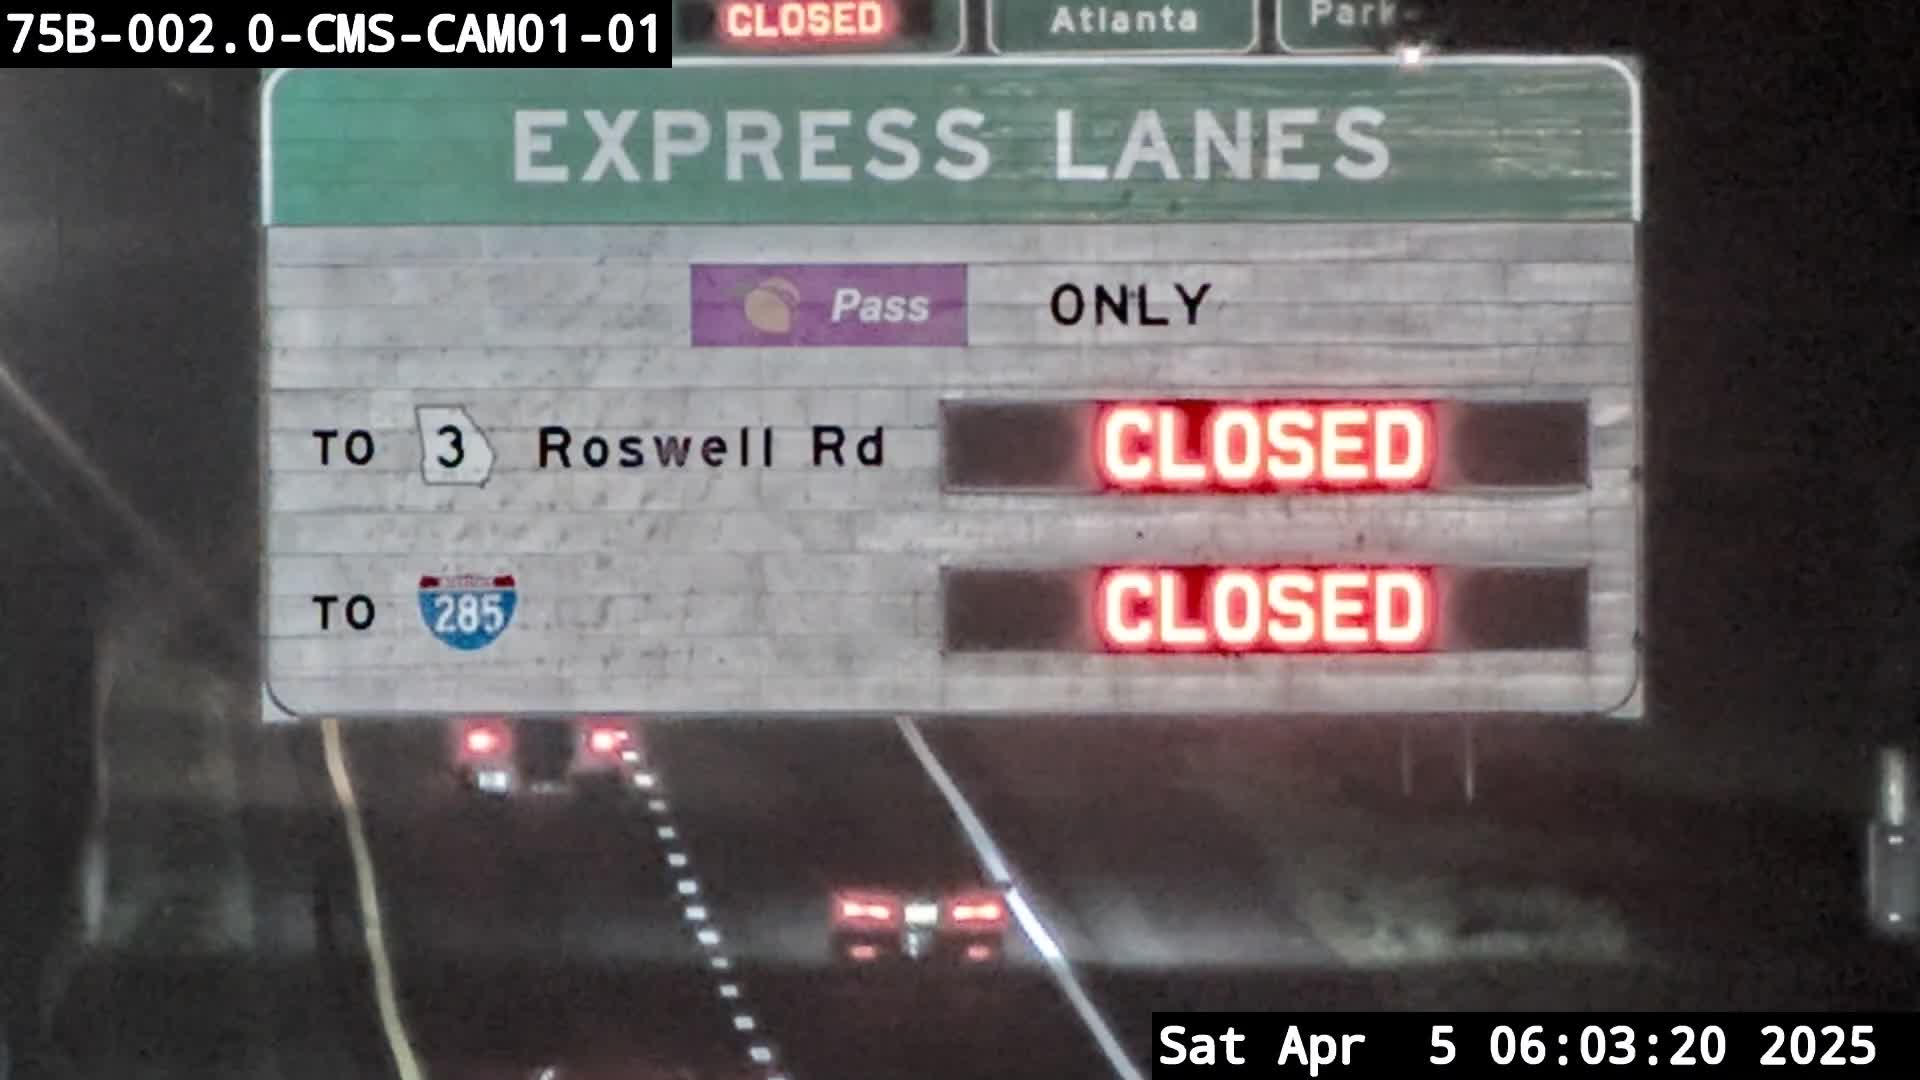 75B-002.0-CMS-CAM01-01
CLOSED
Atlanta
Park
EXPRESS LANES
Pass ONLY
TO 3 Roswell Rd CLOSED
TO 285 CLOSED
Sat Apr 5 06:03:20 2025